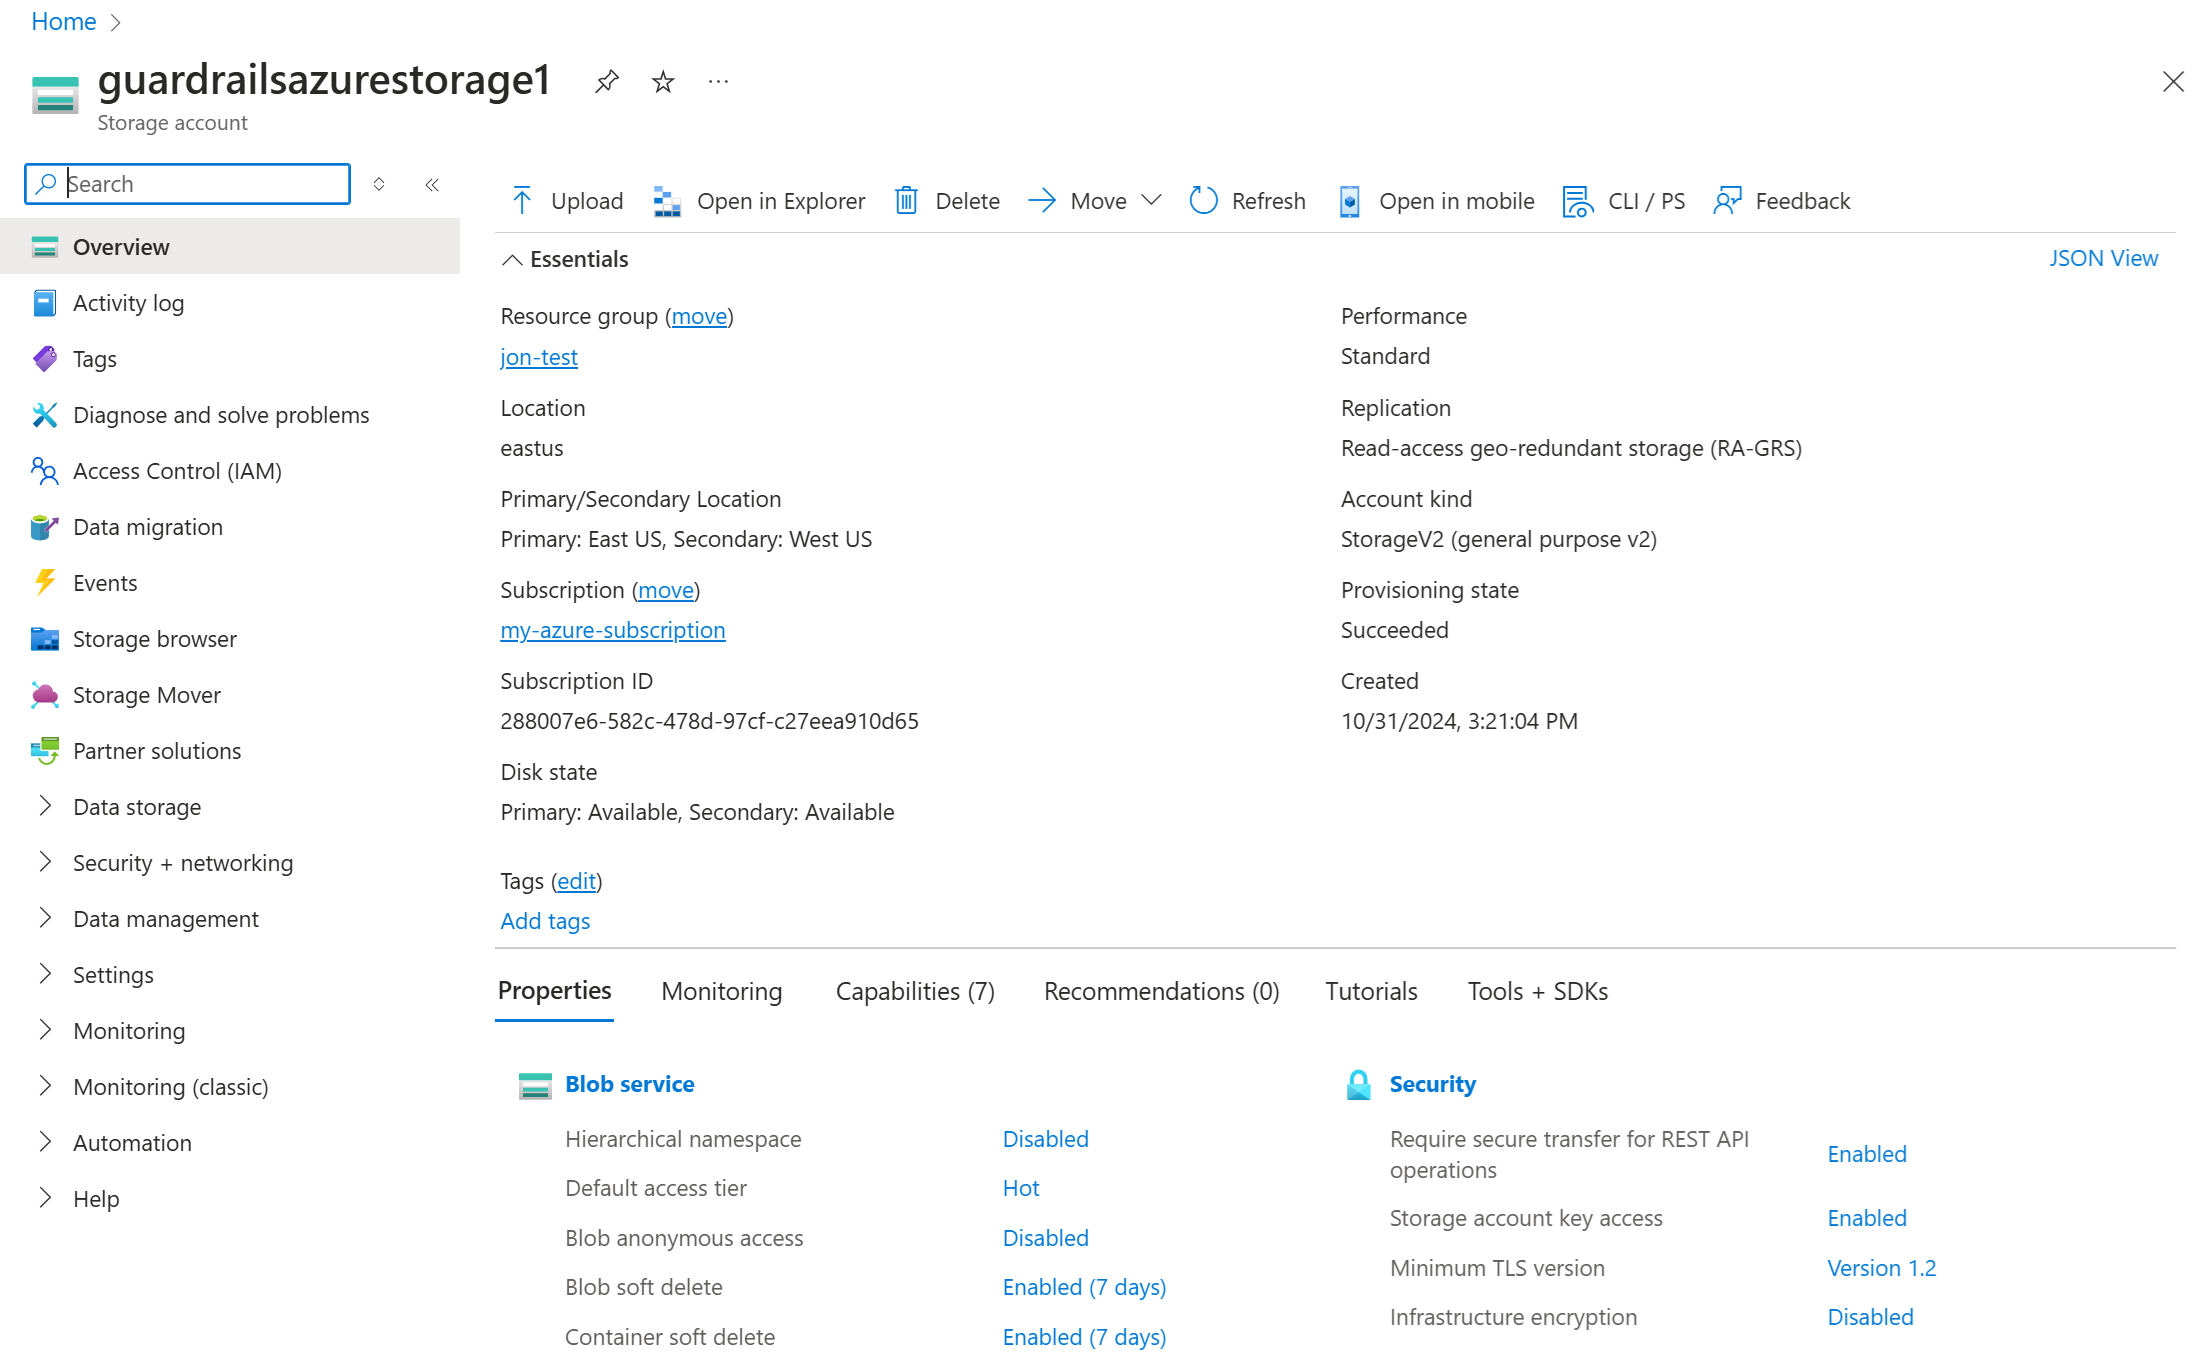 Home
guardrailsazurestorage1
Storage account
Search
Upload
Open in Explorer
Delete
Move
Refresh
Open in mobile
CLI / PS
Feedback
Overview
Activity log
Tags
Diagnose and solve problems
Access Control (IAM)
Data migration
Events
Storage browser
Storage Mover
Partner solutions
Data storage
Security + networking
Data management
Settings
Monitoring
Monitoring (classic)
Automation
Help
Essentials
JSON View
Resource group (move)
jon-test
Location
eastus
Primary/Secondary Location
Primary: East US, Secondary: West US
Subscription (move)
my-azure-subscription
Subscription ID
288007e6-582c-478d-97cf-c27eea910d65
Disk state
Primary: Available, Secondary: Available
Performance
Standard
Replication
Read-access geo-redundant storage (RA-GRS)
Account kind
StorageV2 (general purpose v2)
Provisioning state
Succeeded
Created
10/31/2024, 3:21:04 PM
Tags (edit)
Add tags
Properties
Monitoring
Capabilities (7)
Recommendations (0)
Tutorials
Tools + SDKs
Blob service
Hierarchical namespace Disabled
Default access tier Hot
Blob anonymous access Disabled
Blob soft delete Enabled (7 days)
Container soft delete Enabled (7 days)
Security
Require secure transfer for REST API
operations Enabled
Storage account key access Enabled
Minimum TLS version Version 1.2
Infrastructure encryption Disabled